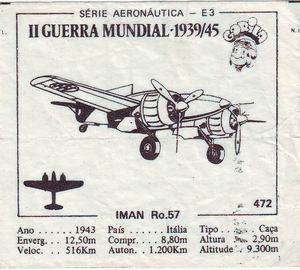 SÉRIE AERONÁUTICA - E3
II GUERRA MUNDIAL - 1939/45
IMAN Ro.57
472
Ano ...... 1943 País .... Itália Tipo ..... Caça
Enverg. .. 12,50m Compr. .. 8,80m Altura .. 2,90m
Veloc. ... 516Km Auton. . 1.200Km Altitude . 9.300m